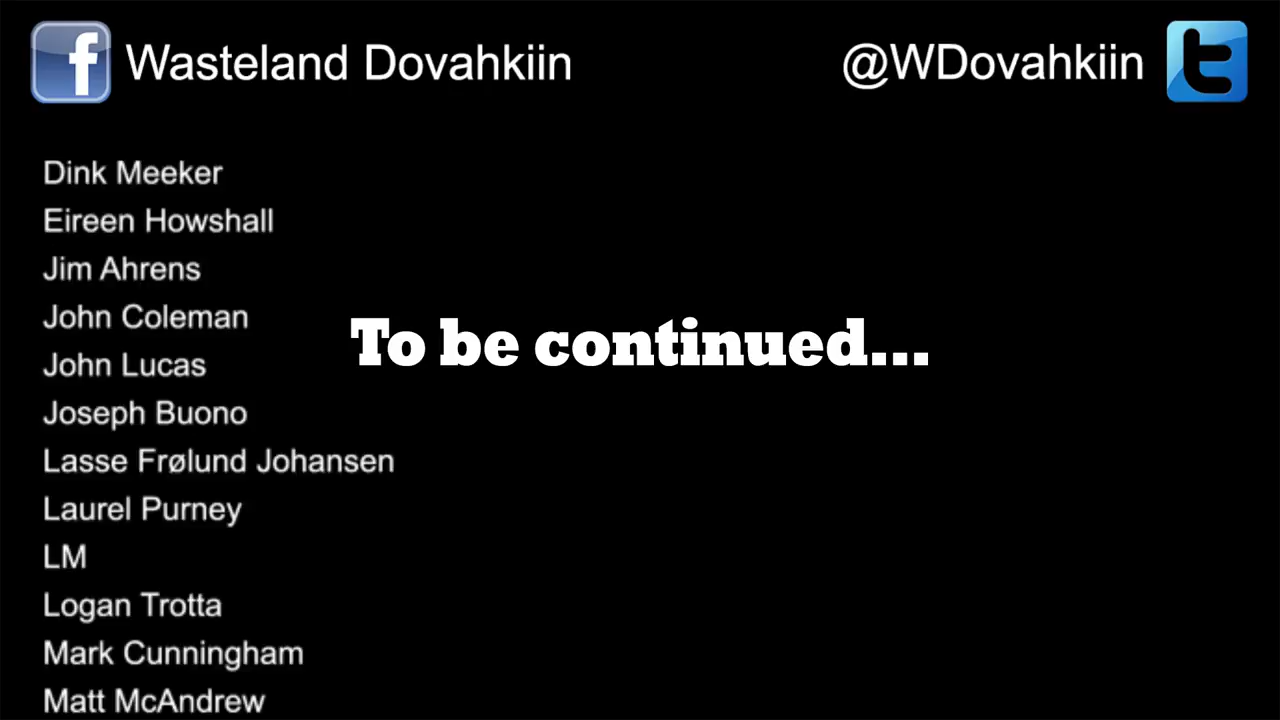 Wasteland Dovahkiin
@WDovahkiin
Dink Meeker
Eireen Howshall
Jim Ahrens
John Coleman
To be continued...
John Lucas
Joseph Buono
Lasse Frølund Johansen
Laurel Purney
LM
Logan Trotta
Mark Cunningham
Matt McAndrew